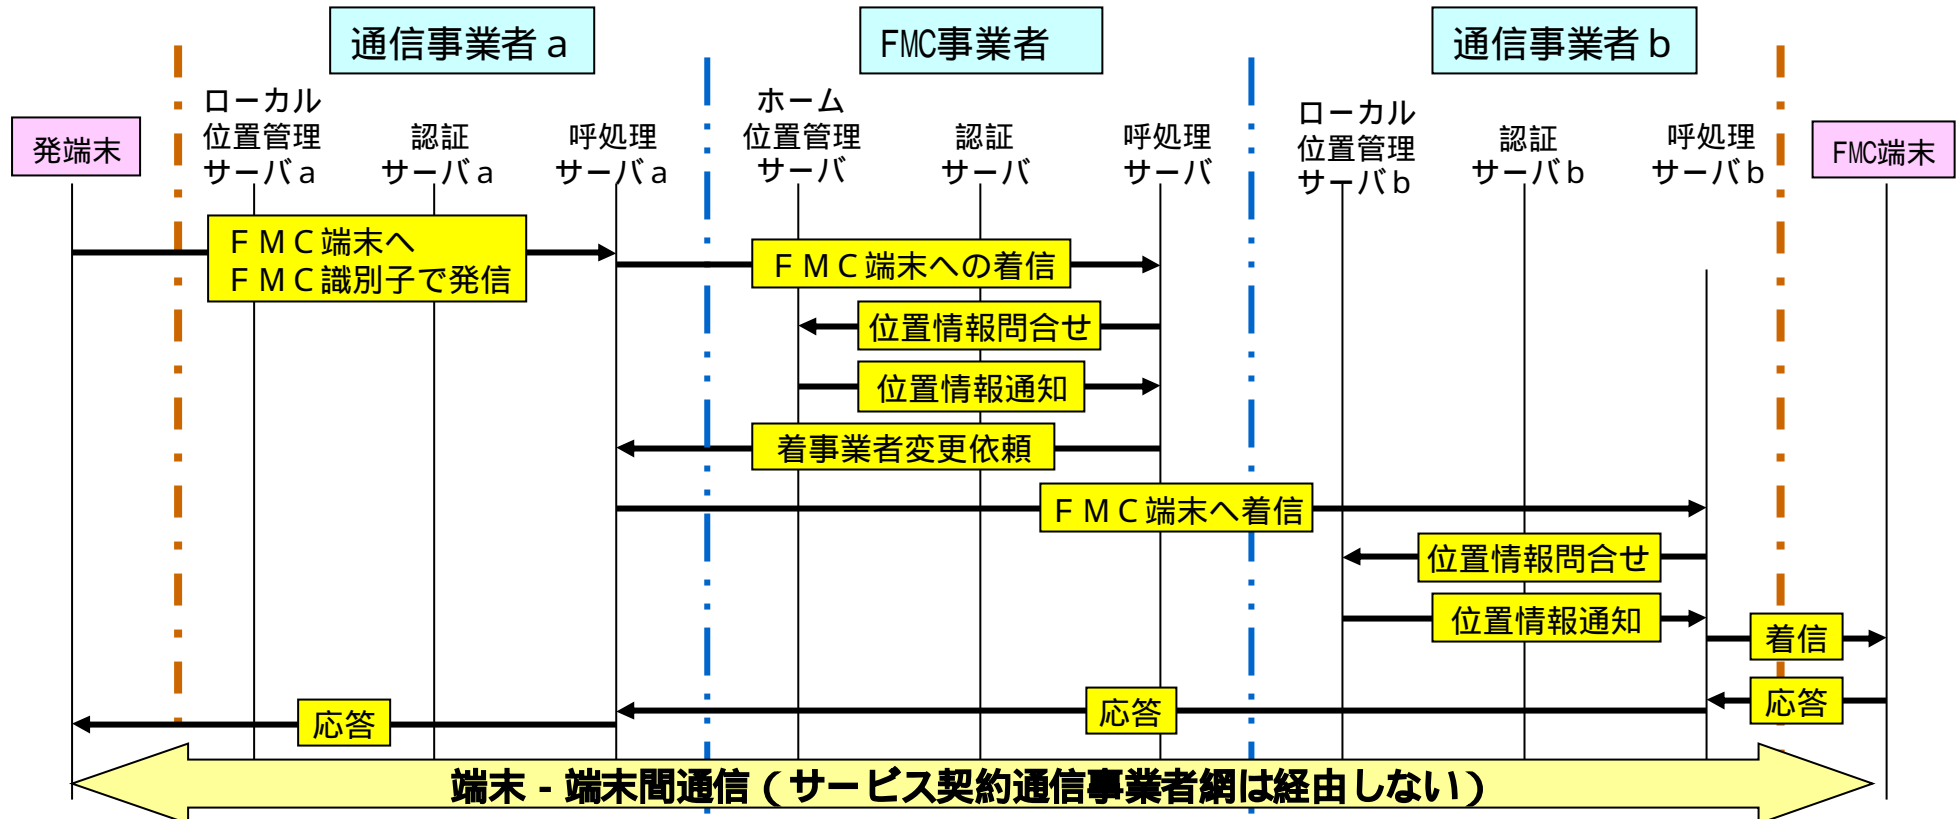 通信事業者ａ
FMC事業者
通信事業者ｂ
発端末
ローカル
位置管理
サーバａ
認証
サーバａ
呼処理
サーバａ
ホーム
位置管理
サーバ
認証
サーバ
呼処理
サーバ
ローカル
位置管理
サーバｂ
認証
サーバｂ
呼処理
サーバｂ
FMC端末
ＦＭＣ端末へ
ＦＭＣ識別子で発信
ＦＭＣ端末への着信
位置情報問合せ
位置情報通知
着事業者変更依頼
ＦＭＣ端末へ着信
位置情報問合せ
位置情報通知
着信
応答
応答
応答
端末－端末間通信（サービス契約通信事業者網は経由しない）